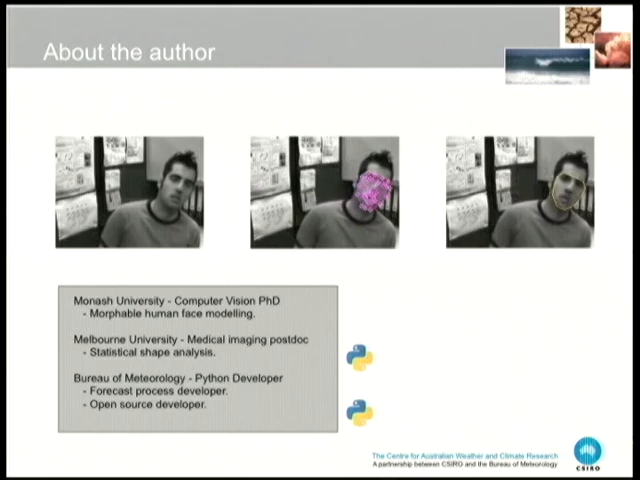 About the author
Monash University - Computer Vision PhD
- Morphable human face modelling.
Melbourne University - Medical imaging postdoc
- Statistical shape analysis.
Bureau of Meteorology - Python Developer
- Forecast process developer.
- Open source developer.
The Centre for Australian Weather and Climate Research
A partnership between CSIRO and the Bureau of Meteorology
CSIRO